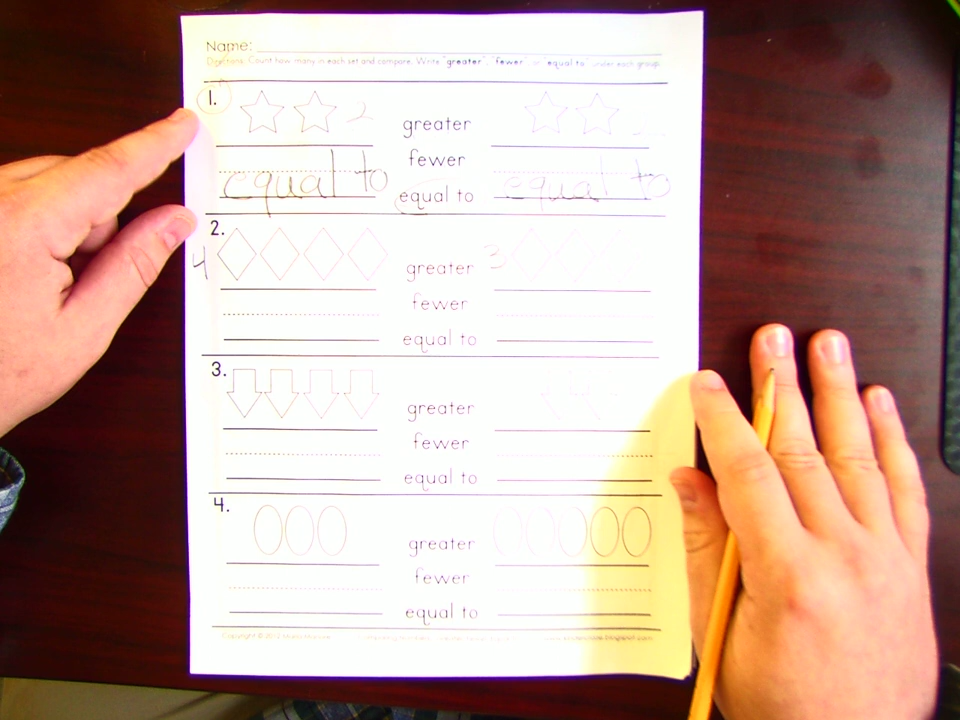 Name:
Directions: Count how many in each set and compare. Write "greater", "fewer", or "equal to" under each group.
1.
2
greater
fewer
equal to equal to equal to
2.
4 greater 3
fewer
equal to
3.
greater
fewer
equal to
4.
greater
fewer
equal to